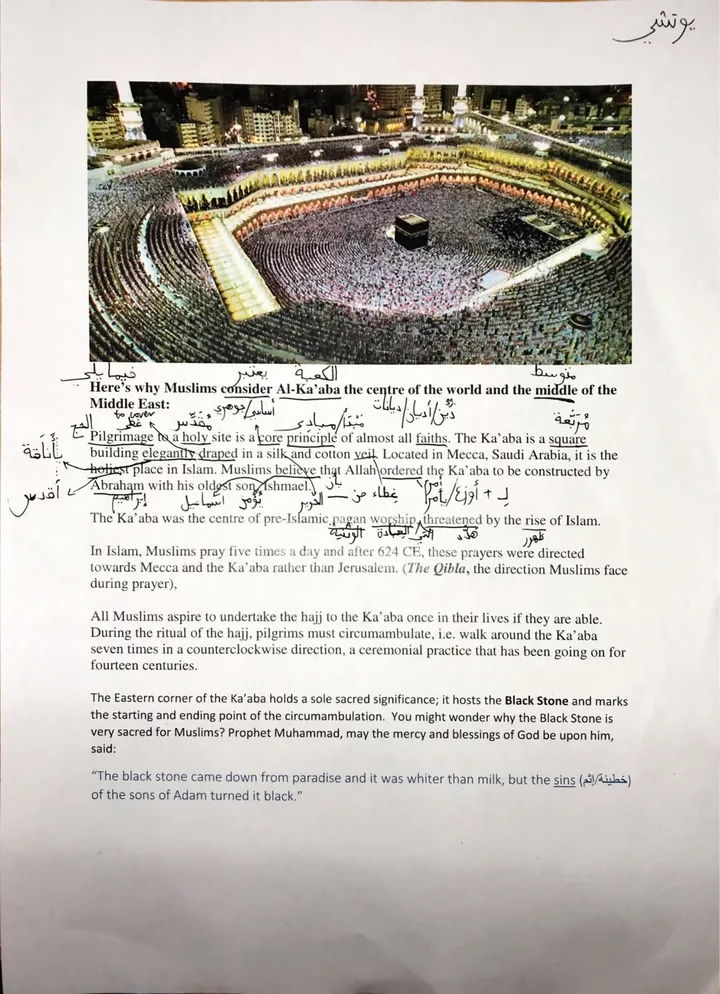 يوتشي
فيما يلي يعتبر الكعبة متوسط
Here's why Muslims consider Al-Ka'aba the centre of the world and the middle of the
Middle East:
to cover أساسي/جوهري دين/أديان/ديانات
الحج غطى مُقدّس مَبدَأ/مبادئ مُربّعة
Pilgrimage to a holy site is a core principle of almost all faiths. The Ka'aba is a square
بأناقة
building elegantly draped in a silk and cotton veil. Located in Mecca, Saudi Arabia, it is the
holiest place in Islam. Muslims believe that Allah ordered the Ka'aba to be constructed by
Abraham with his oldest son, Ishmael.
أقدس إبراهيم اسماعيل يُؤمن بأن الحرير غطاء من
The Ka'aba was the centre of pre-Islamic pagan worship, threatened by the rise of Islam.
الوثنية العبادة هدّد ظهور
In Islam, Muslims pray five times a day and after 624 CE, these prayers were directed
towards Mecca and the Ka'aba rather than Jerusalem. (The Qibla, the direction Muslims face
during prayer),
All Muslims aspire to undertake the hajj to the Ka'aba once in their lives if they are able.
During the ritual of the hajj, pilgrims must circumambulate, i.e. walk around the Ka'aba
seven times in a counterclockwise direction, a ceremonial practice that has been going on for
fourteen centuries.
The Eastern corner of the Ka'aba holds a sole sacred significance; it hosts the Black Stone and marks
the starting and ending point of the circumambulation. You might wonder why the Black Stone is
very sacred for Muslims? Prophet Muhammad, may the mercy and blessings of God be upon him,
said:
"The black stone came down from paradise and it was whiter than milk, but the sins (خطيئة/إثم)
of the sons of Adam turned it black."